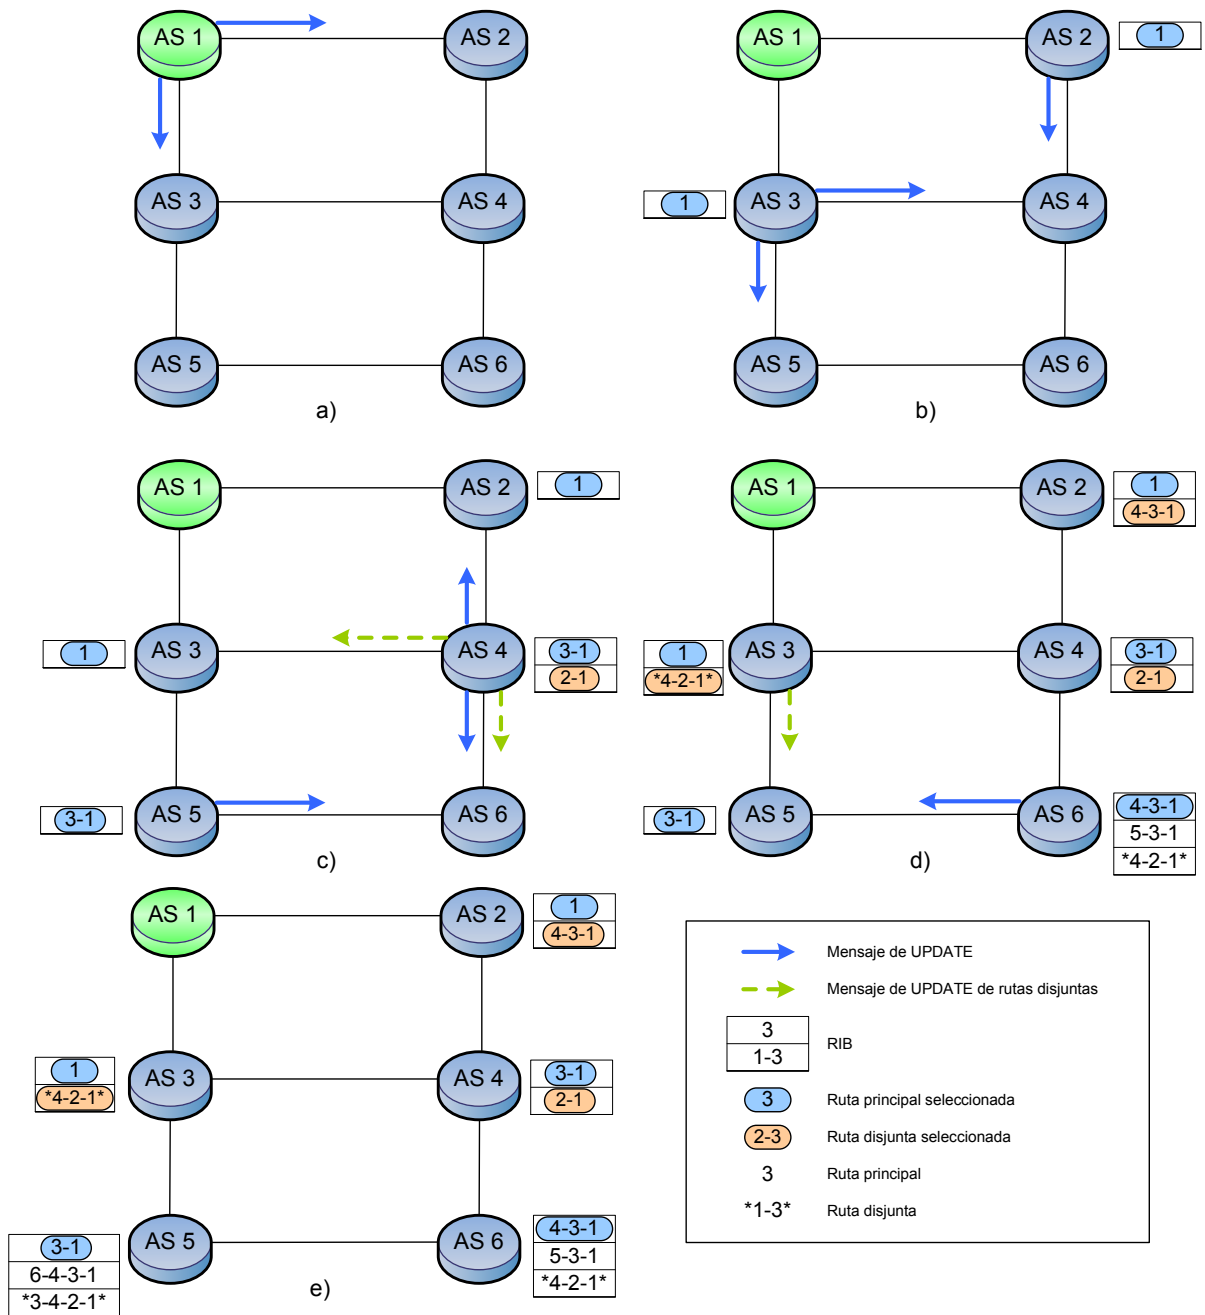 AS 1
AS 2
AS 3
AS 4
AS 5
AS 6
a)
AS 1
AS 2
1
1
AS 3
AS 4
AS 5
AS 6
b)
AS 1
AS 2
1
1
AS 3
AS 4
3-1
2-1
3-1
AS 5
AS 6
c)
AS 1
AS 2
1
4-3-1
1
*4-2-1*
AS 3
AS 4
3-1
2-1
3-1
AS 5
AS 6
4-3-1
5-3-1
*4-2-1*
d)
AS 1
AS 2
1
4-3-1
1
*4-2-1*
AS 3
AS 4
3-1
2-1
3-1
6-4-3-1
*3-4-2-1*
AS 5
AS 6
4-3-1
5-3-1
*4-2-1*
e)
Mensaje de UPDATE
Mensaje de UPDATE de rutas disjuntas
3
1-3
RIB
3 Ruta principal seleccionada
2-3 Ruta disjunta seleccionada
3 Ruta principal
*1-3* Ruta disjunta